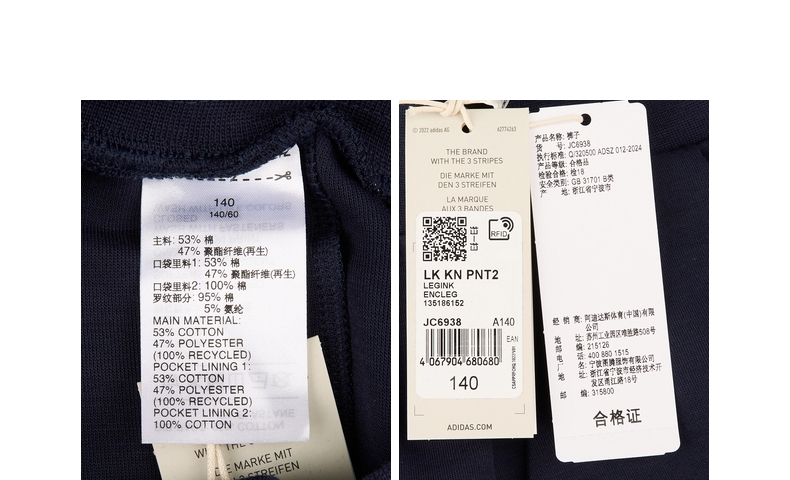 140
140/60
主料: 53% 棉
47% 聚酯纤维(再生)
口袋里料1: 53% 棉
47% 聚酯纤维(再生)
口袋里料2: 100% 棉
罗纹部分: 95% 棉
5% 氨纶
MAIN MATERIAL:
53% COTTON
47% POLYESTER
(100% RECYCLED)
POCKET LINING 1:
53% COTTON
47% POLYESTER
(100% RECYCLED)
POCKET LINING 2:
100% COTTON
DIE MARKE MIT
3 STREIFEN
© 2022 adidas AG
62774263
THE BRAND
WITH THE 3 STRIPES
DIE MARKE MIT
DEN 3 STREIFEN
LA MARQUE
AUX 3 BANDES
RFID
LK KN PNT2
LEGINK
ENCLEG
135186152
JC6938 A140
EAN
4 067904 680680
140
ADIDAS.COM
产品名称: 裤子
货 号: JC6938
执行标准: Q/320500 ADSZ 012-2024
产品等级: 合格品
检验合格: 检18
安全类别: GB 31701 B类
产 地: 浙江省宁波市
经 销 商: 阿迪达斯体育(中国)有限
公司
地 址: 苏州工业园区唯胜路508号
邮 编: 215126
电 话: 400 880 1515
厂 名: 宁波图腾服饰有限公司
地 址: 浙江省宁波市经济技术开
发区甬江路18号
邮 编: 315800
合格证